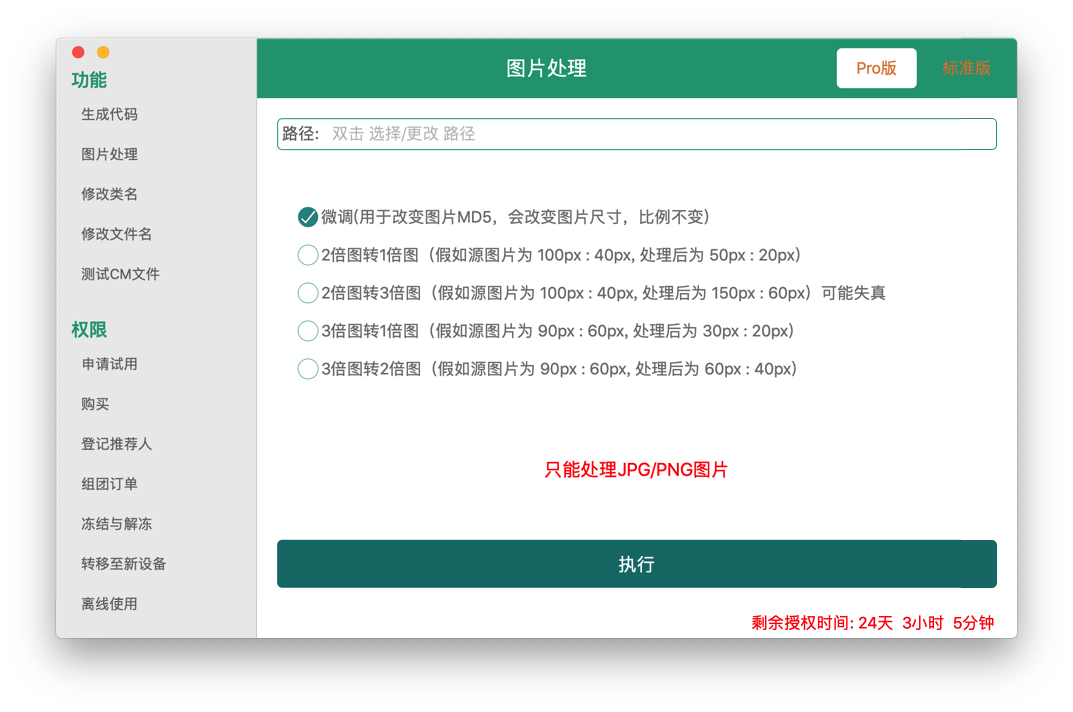 功能
生成代码
图片处理
修改类名
修改文件名
测试CM文件
权限
申请试用
购买
登记推荐人
组团订单
冻结与解冻
转移至新设备
离线使用
图片处理
Pro版
标准版
路径: 双击 选择/更改 路径
微调(用于改变图片MD5，会改变图片尺寸，比例不变)
2倍图转1倍图（假如源图片为 100px : 40px, 处理后为 50px : 20px）
2倍图转3倍图（假如源图片为 100px : 40px, 处理后为 150px : 60px）可能失真
3倍图转1倍图（假如源图片为 90px : 60px, 处理后为 30px : 20px）
3倍图转2倍图（假如源图片为 90px : 60px, 处理后为 60px : 40px）
只能处理JPG/PNG图片
执行
剩余授权时间: 24天 3小时 5分钟